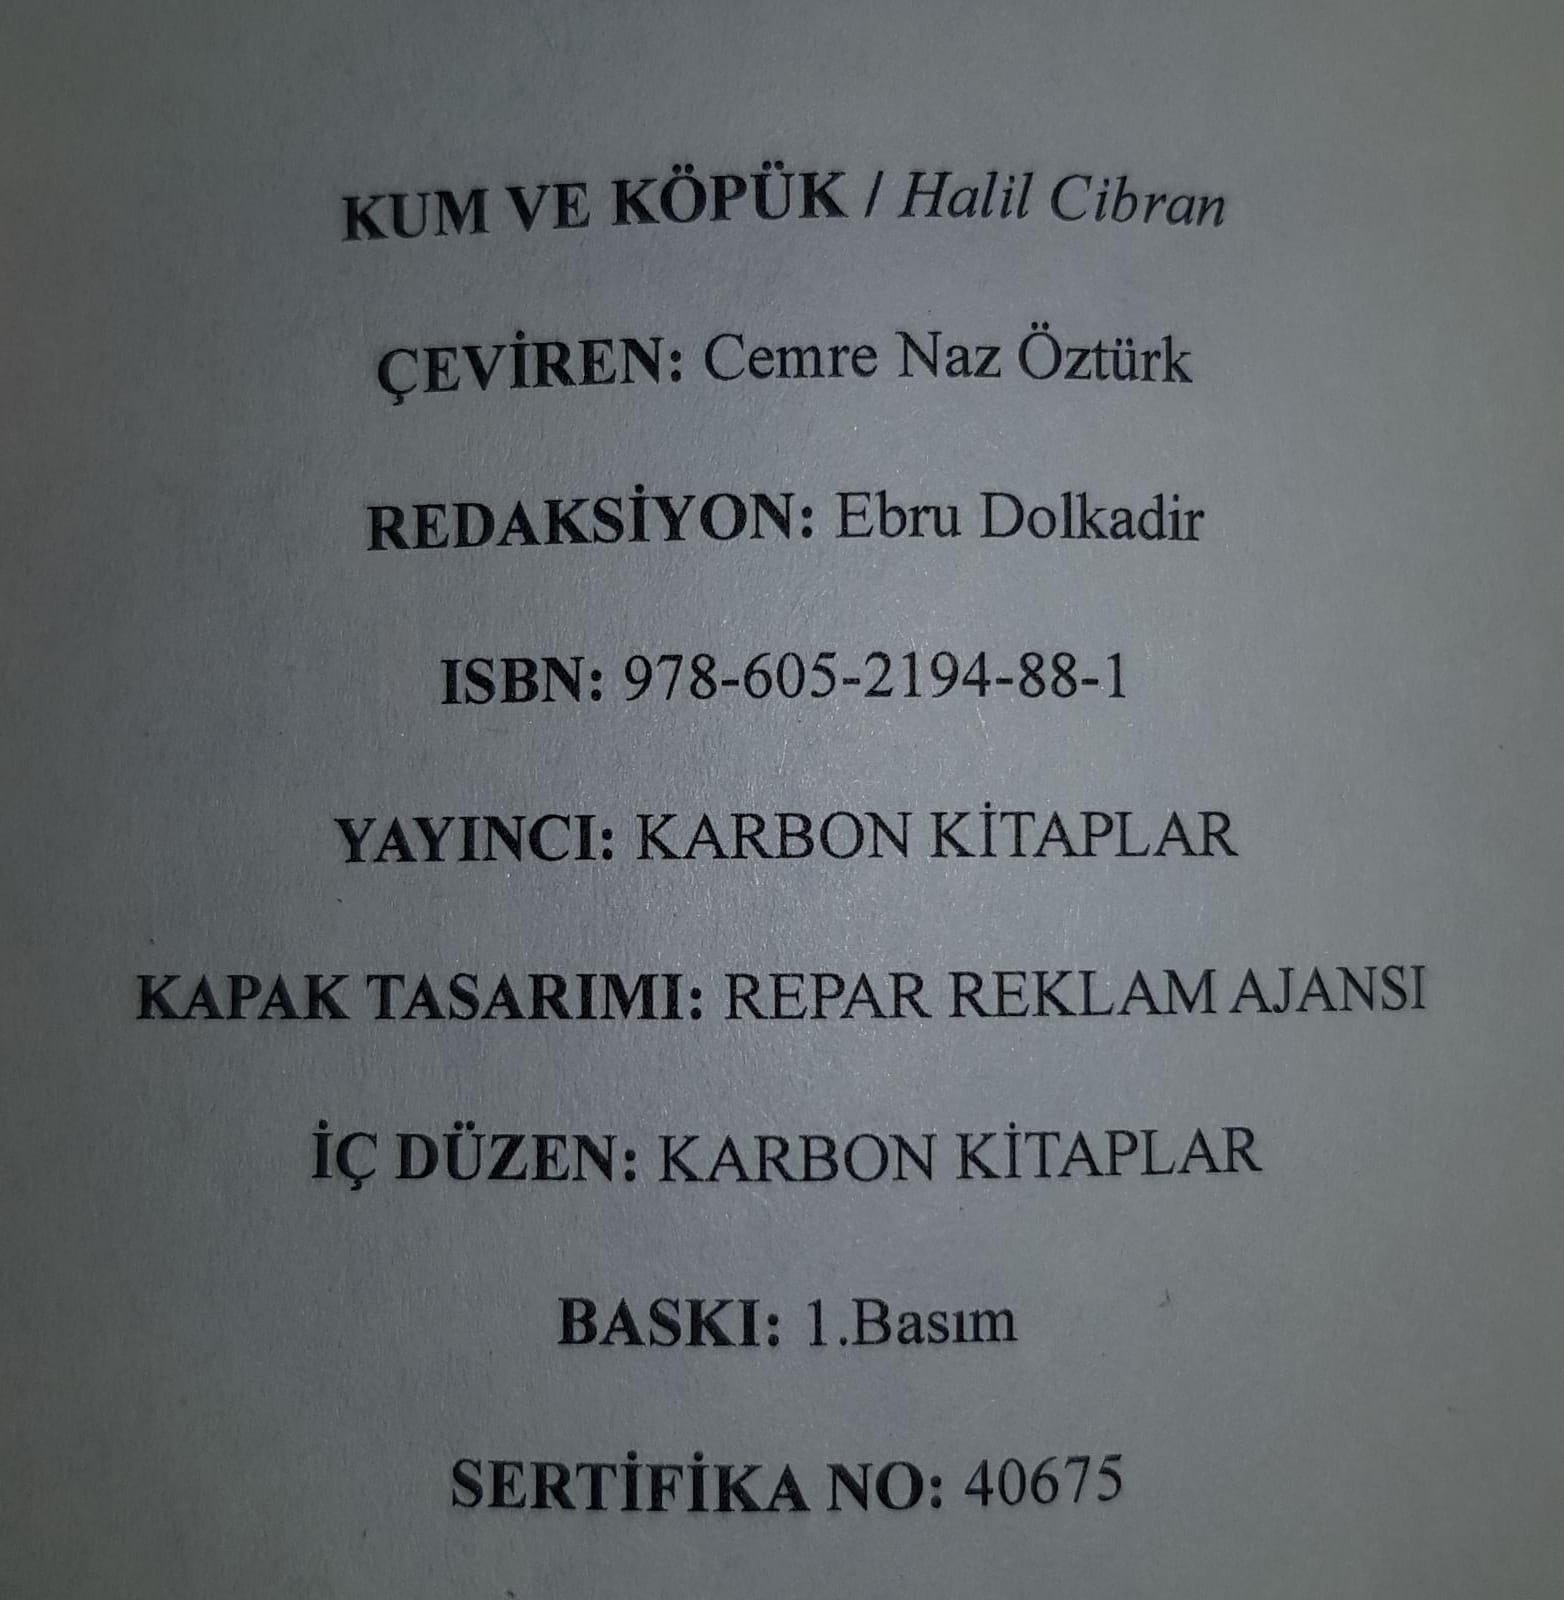 KUM VE KÖPÜK / Halil Cibran
ÇEVİREN: Cemre Naz Öztürk
REDAKSİYON: Ebru Dolkadir
ISBN: 978-605-2194-88-1
YAYINCI: KARBON KİTAPLAR
KAPAK TASARIMI: REPAR REKLAM AJANSI
İÇ DÜZEN: KARBON KİTAPLAR
BASKI: 1.Basım
SERTİFİKA NO: 40675